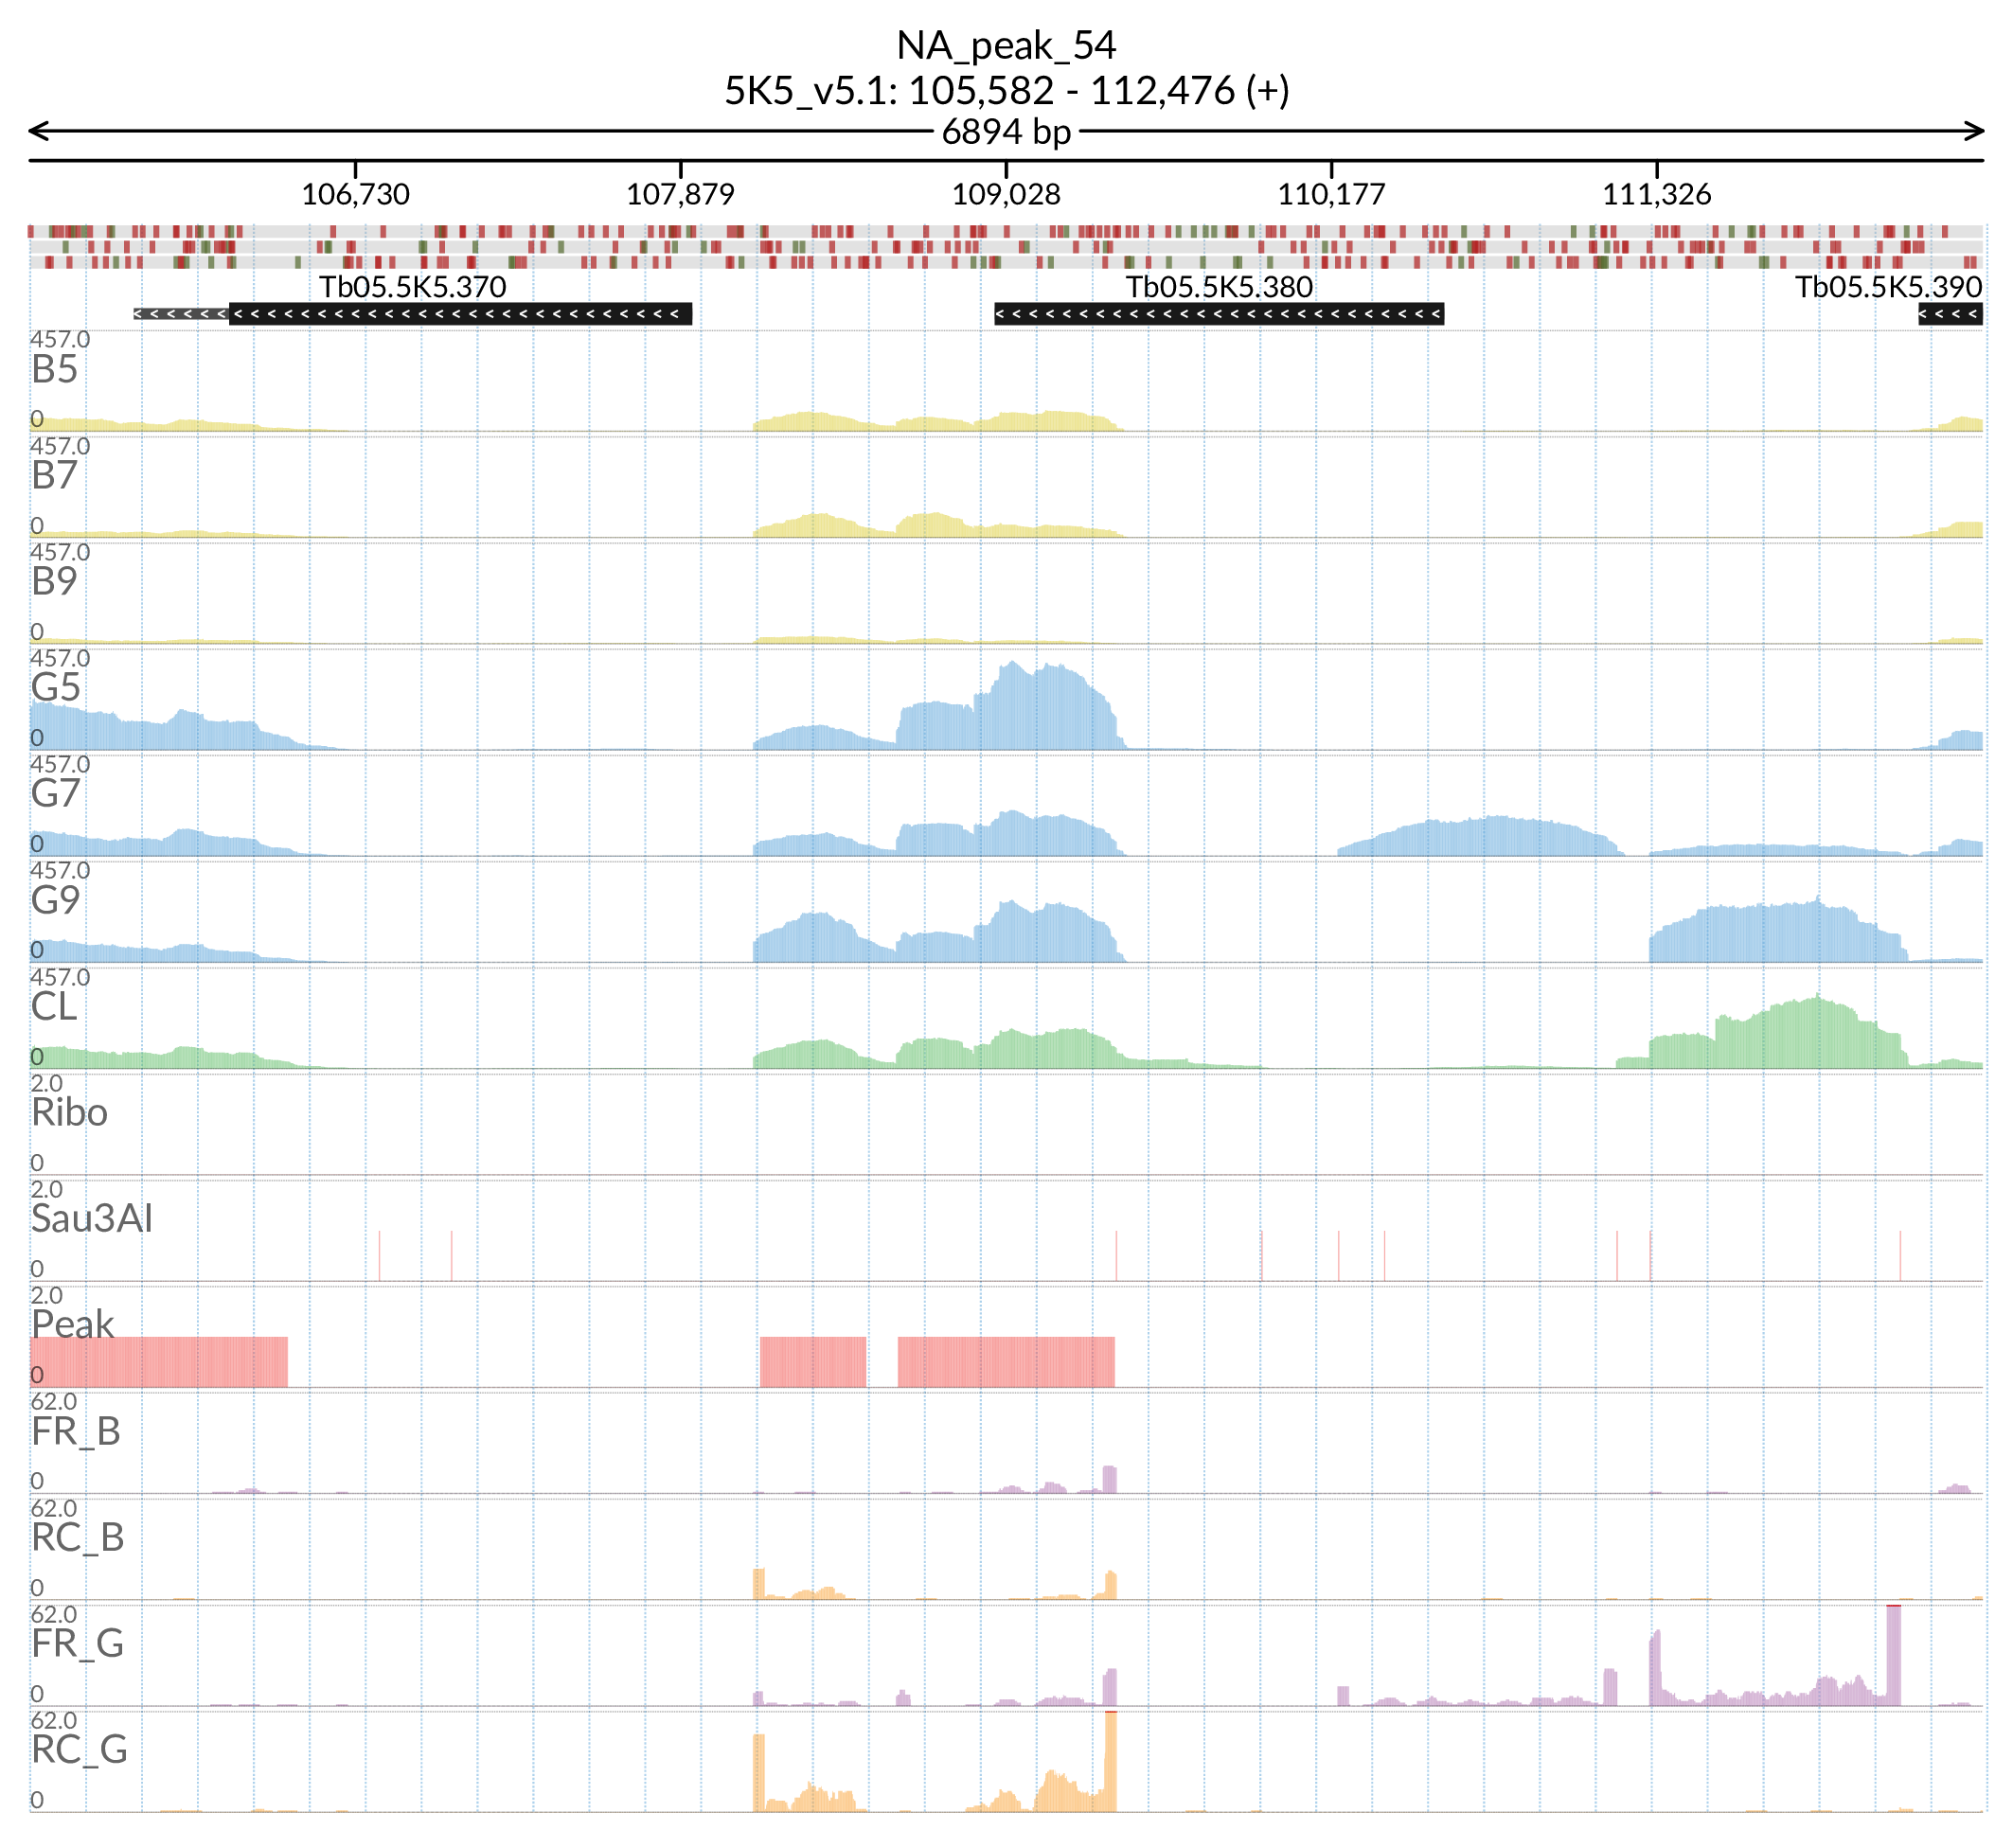 NA_peak_54
5K5_v5.1: 105,582 - 112,476 (+)
6894 bp
106,730 107,879 109,028 110,177 111,326
Tb05.5K5.370 Tb05.5K5.380 Tb05.5K5.390
457.0
B5
0
457.0
B7
0
457.0
B9
0
457.0
G5
0
457.0
G7
0
457.0
G9
0
457.0
CL
0
2.0
Ribo
0
2.0
Sau3AI
0
2.0
Peak
0
62.0
FR_B
0
62.0
RC_B
0
62.0
FR_G
0
62.0
RC_G
0